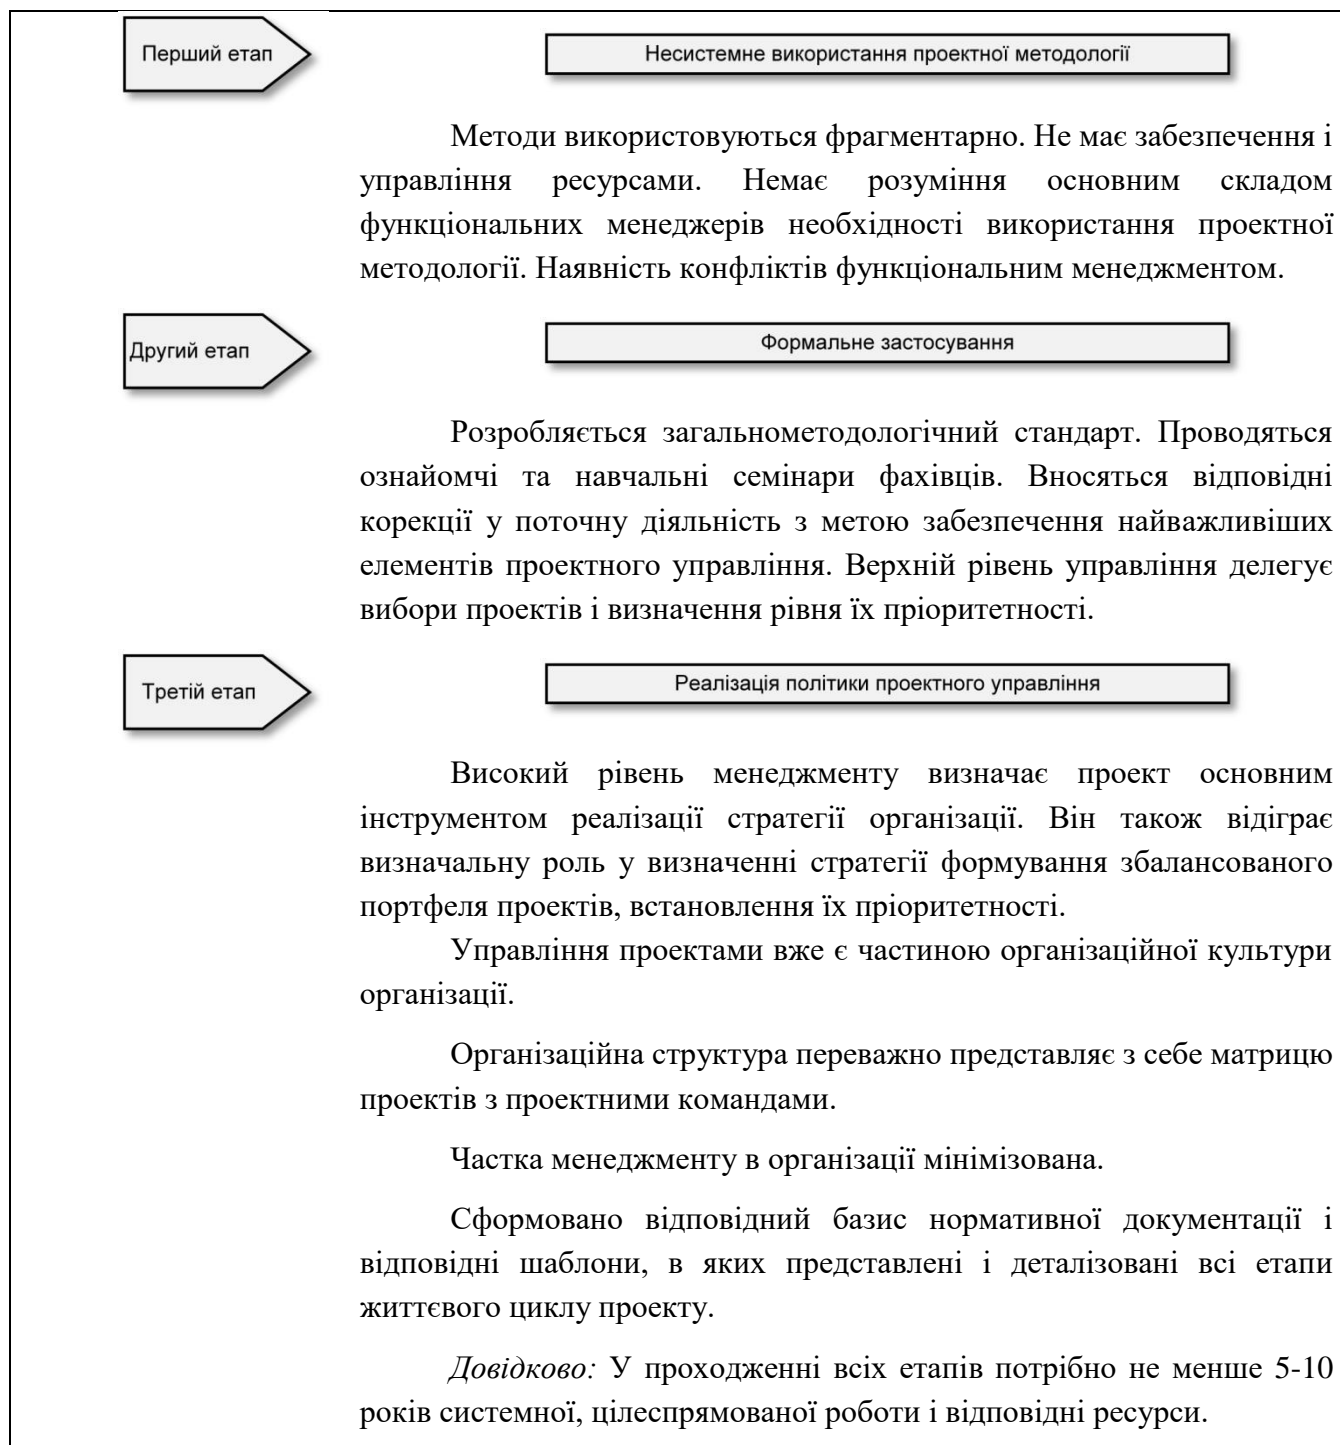 Перший етап
Несистемне використання проектної методології
Методи використовуються фрагментарно. Не має забезпечення і
управління ресурсами. Немає розуміння основним складом
функціональних менеджерів необхідності використання проектної
методології. Наявність конфліктів функціональним менеджментом.
Другий етап
Формальне застосування
Розробляється загальнометодологічний стандарт. Проводяться
ознайомчі та навчальні семінари фахівців. Вносяться відповідні
корекції у поточну діяльність з метою забезпечення найважливіших
елементів проектного управління. Верхній рівень управління делегує
вибори проектів і визначення рівня їх пріоритетності.
Третій етап
Реалізація політики проектного управління
Високий рівень менеджменту визначає проект основним
інструментом реалізації стратегії організації. Він також відіграє
визначальну роль у визначенні стратегії формування збалансованого
портфеля проектів, встановлення їх пріоритетності.
Управління проектами вже є частиною організаційної культури
організації.
Організаційна структура переважно представляє з себе матрицю
проектів з проектними командами.
Частка менеджменту в організації мінімізована.
Сформовано відповідний базис нормативної документації і
відповідні шаблони, в яких представлені і деталізовані всі етапи
життєвого циклу проекту.
Довідково: У проходженні всіх етапів потрібно не менше 5-10
років системної, цілеспрямованої роботи і відповідні ресурси.